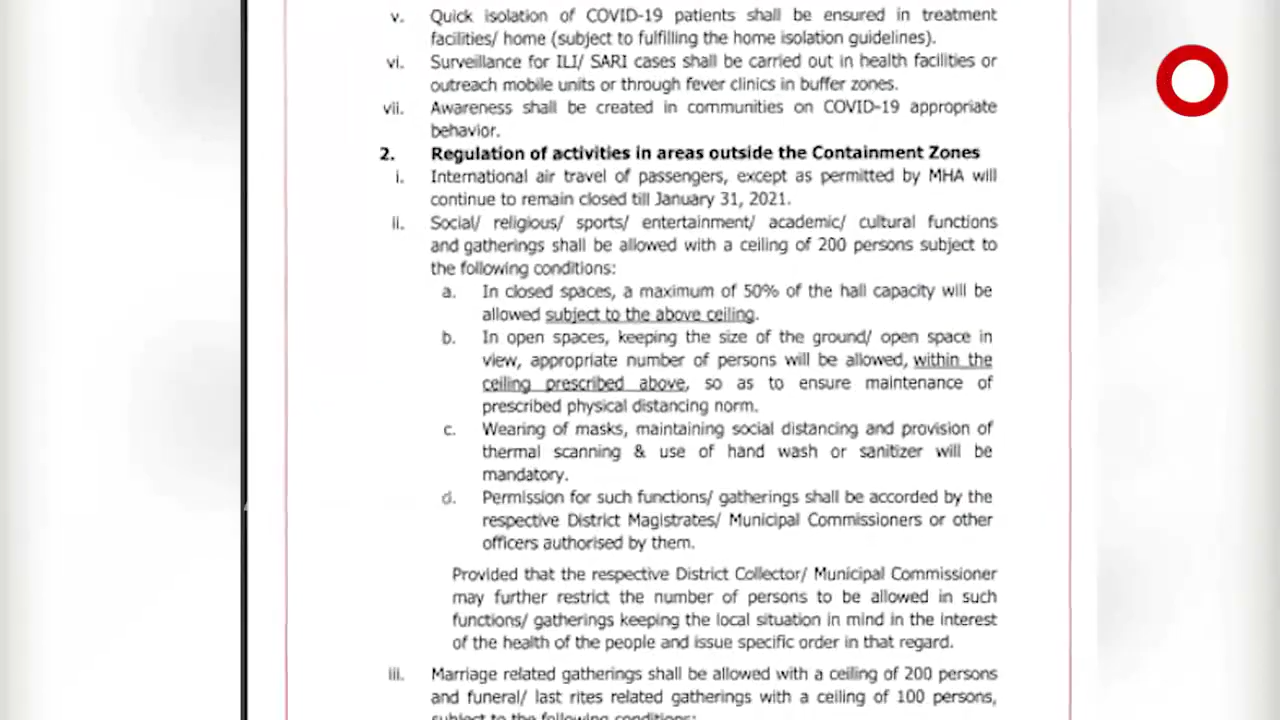 v. Quick isolation of COVID-19 patients shall be ensured in treatment
facilities/ home (subject to fulfilling the home isolation guidelines).
vi. Surveillance for ILI/ SARI cases shall be carried out in health facilities or
outreach mobile units or through fever clinics in buffer zones.
vii. Awareness shall be created in communities on COVID-19 appropriate
behavior.
2. Regulation of activities in areas outside the Containment Zones
i. International air travel of passengers, except as permitted by MHA will
continue to remain closed till January 31, 2021.
ii. Social/ religious/ sports/ entertainment/ academic/ cultural functions
and gatherings shall be allowed with a ceiling of 200 persons subject to
the following conditions:
a. In closed spaces, a maximum of 50% of the hall capacity will be
allowed subject to the above ceiling.
b. In open spaces, keeping the size of the ground/ open space in
view, appropriate number of persons will be allowed, within the
ceiling prescribed above, so as to ensure maintenance of
prescribed physical distancing norm.
c. Wearing of masks, maintaining social distancing and provision of
thermal scanning & use of hand wash or sanitizer will be
mandatory.
d. Permission for such functions/ gatherings shall be accorded by the
respective District Magistrates/ Municipal Commissioners or other
officers authorised by them.
Provided that the respective District Collector/ Municipal Commissioner
may further restrict the number of persons to be allowed in such
functions/ gatherings keeping the local situation in mind in the interest
of the health of the people and issue specific order in that regard.
iii. Marriage related gatherings shall be allowed with a ceiling of 200 persons
and funeral/ last rites related gatherings with a ceiling of 100 persons,
subject to the following conditions: